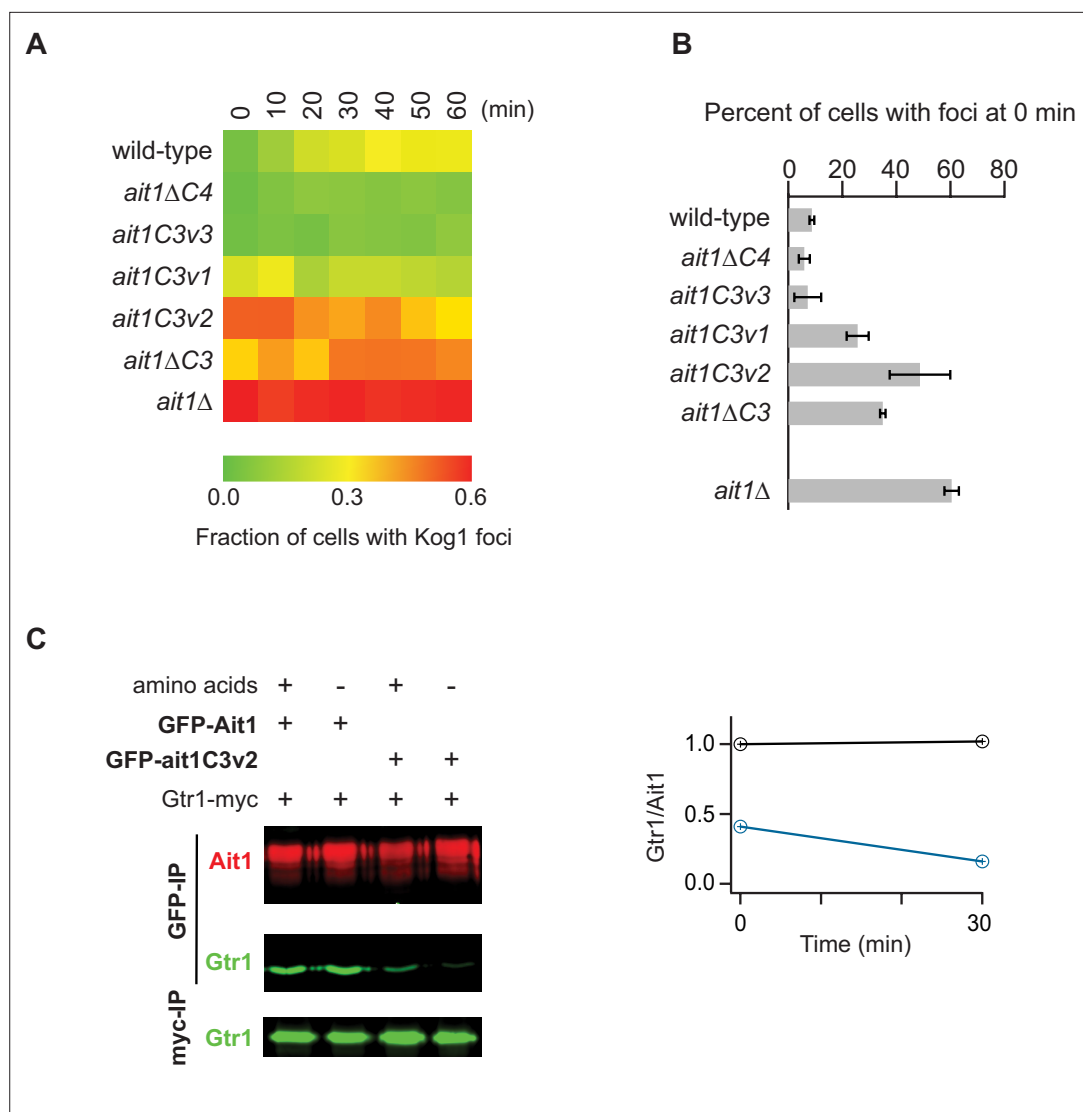 A
0 10 20 30 40 50 60 (min)
wild-type
ait1ΔC4
ait1C3v3
ait1C3v1
ait1C3v2
ait1ΔC3
ait1Δ
0.0 0.3 0.6
Fraction of cells with Kog1 foci
B
Percent of cells with foci at 0 min
0 20 40 60 80
wild-type
ait1ΔC4
ait1C3v3
ait1C3v1
ait1C3v2
ait1ΔC3
ait1Δ
C
amino acids + - + -
GFP-Ait1 + +
GFP-ait1C3v2 + +
Gtr1-myc + + + +
GFP-IP
Ait1
Gtr1
myc-IP
Gtr1
Gtr1/Ait1
1.0
0.5
0.0
0 30
Time (min)